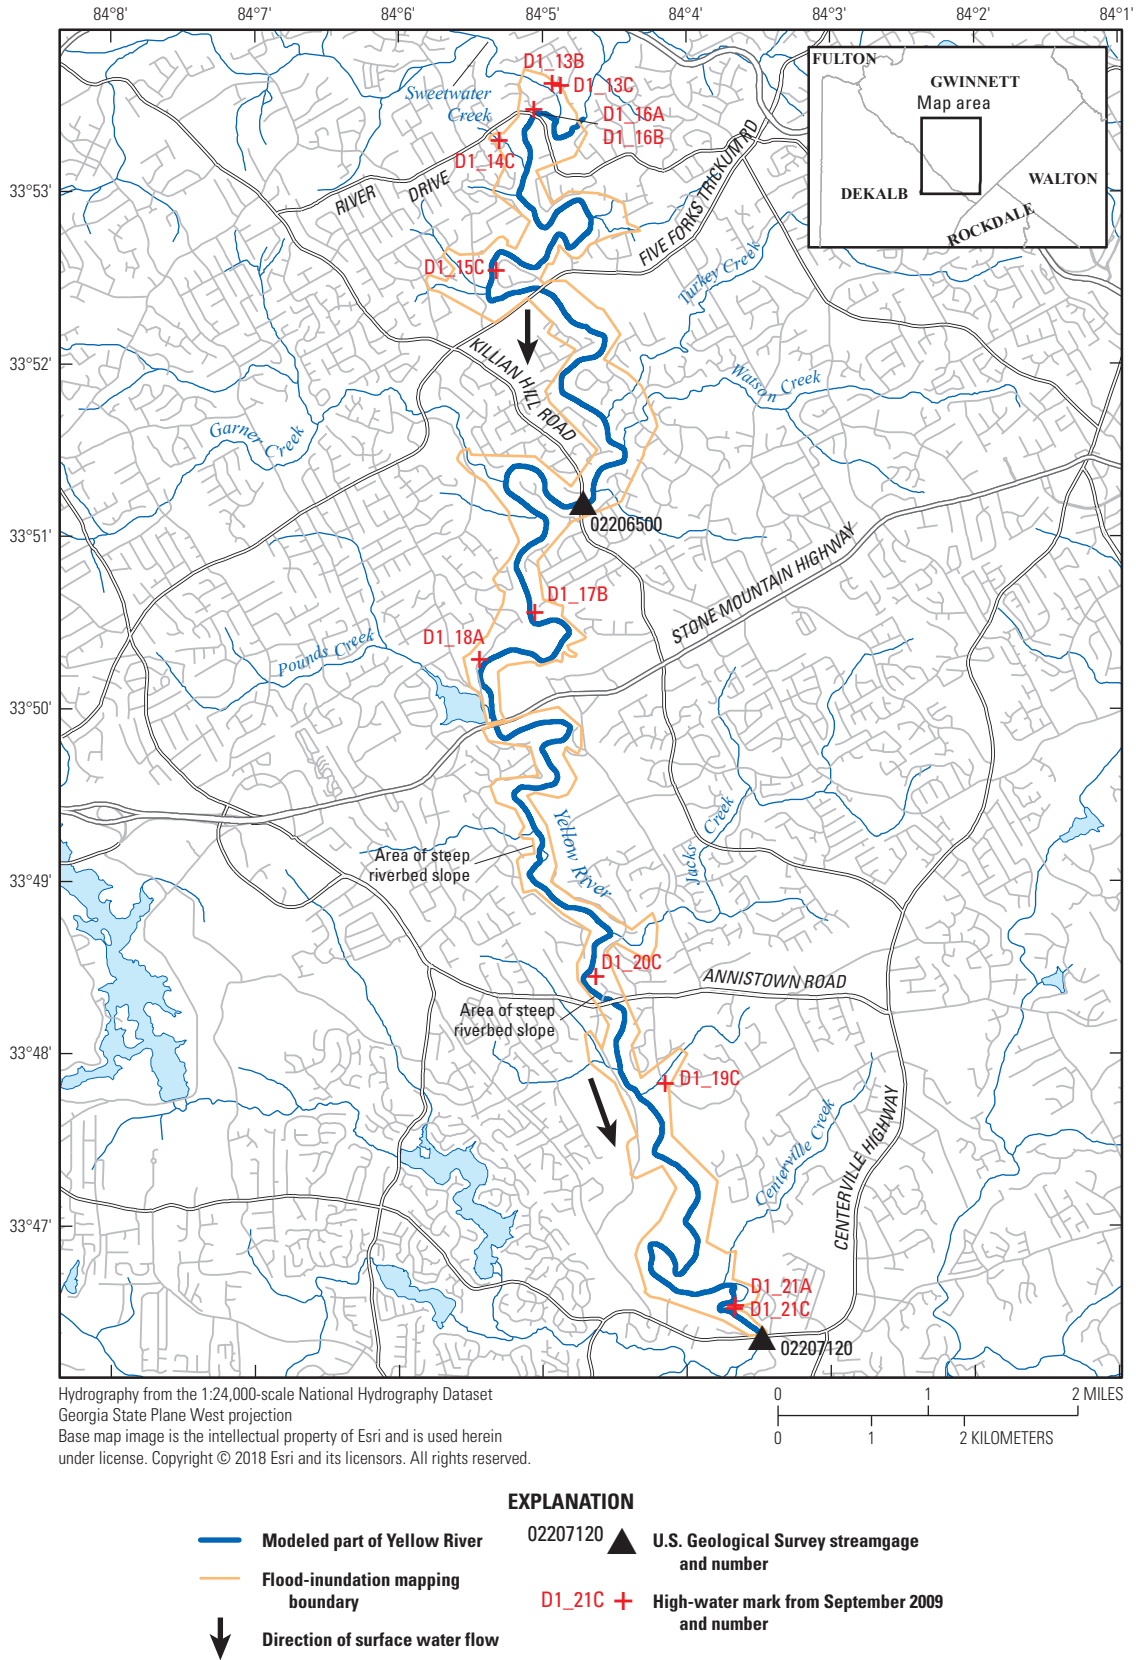 84°8' 84°7' 84°6' 84°5' 84°4' 84°3' 84°2' 84°1'
FULTON
GWINNETT
Map area
DEKALB
WALTON
ROCKDALE
D1_13B
D1_13C
Sweetwater
Creek
D1_16A
D1_16B
D1_14C
33°53'
RIVER DRIVE
FIVE FORKS TRICKUM RD
D1_15C
Turkey Creek
33°52'
KILLIAN HILL ROAD
Watson Creek
Garner Creek
33°51'
02206500
STONE MOUNTAIN HIGHWAY
D1_17B
D1_18A
Pounds Creek
33°50'
Yellow River
Jacks Creek
Area of steep
riverbed slope
33°49'
D1_20C
ANNISTOWN ROAD
Area of steep
riverbed slope
33°48'
D1_19C
Centerville Creek
CENTERVILLE HIGHWAY
33°47'
D1_21A
D1_21C
02207120
Hydrography from the 1:24,000-scale National Hydrography Dataset
Georgia State Plane West projection
Base map image is the intellectual property of Esri and is used herein
under license. Copyright © 2018 Esri and its licensors. All rights reserved.
0 1 2 MILES
0 1 2 KILOMETERS
EXPLANATION
Modeled part of Yellow River
Flood-inundation mapping
boundary
Direction of surface water flow
02207120 U.S. Geological Survey streamgage
and number
D1_21C High-water mark from September 2009
and number